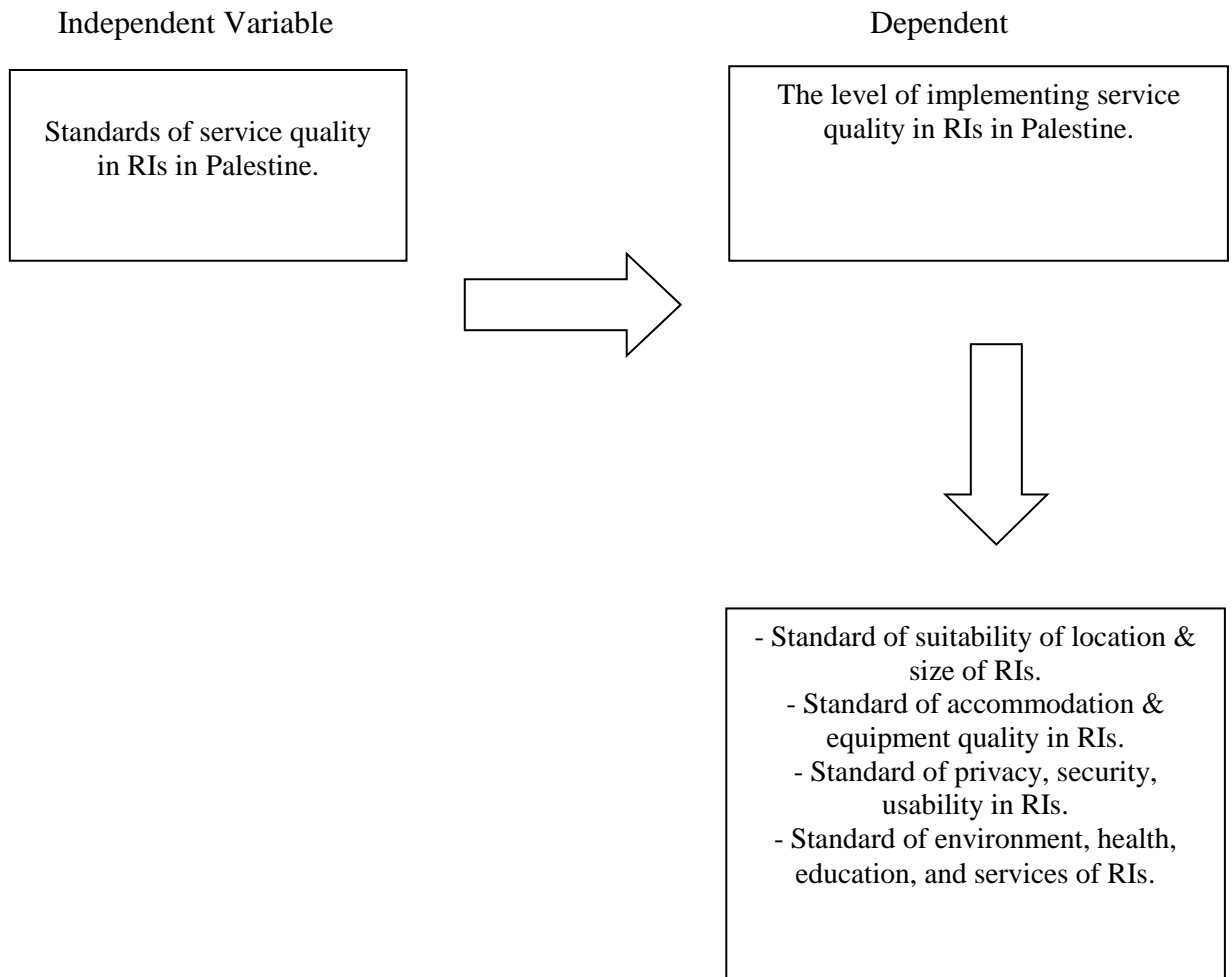 Independent Variable
Dependent
Standards of service quality
in RIs in Palestine.
The level of implementing service
quality in RIs in Palestine.
- Standard of suitability of location &
size of RIs.
- Standard of accommodation &
equipment quality in RIs.
- Standard of privacy, security,
usability in RIs.
- Standard of environment, health,
education, and services of RIs.